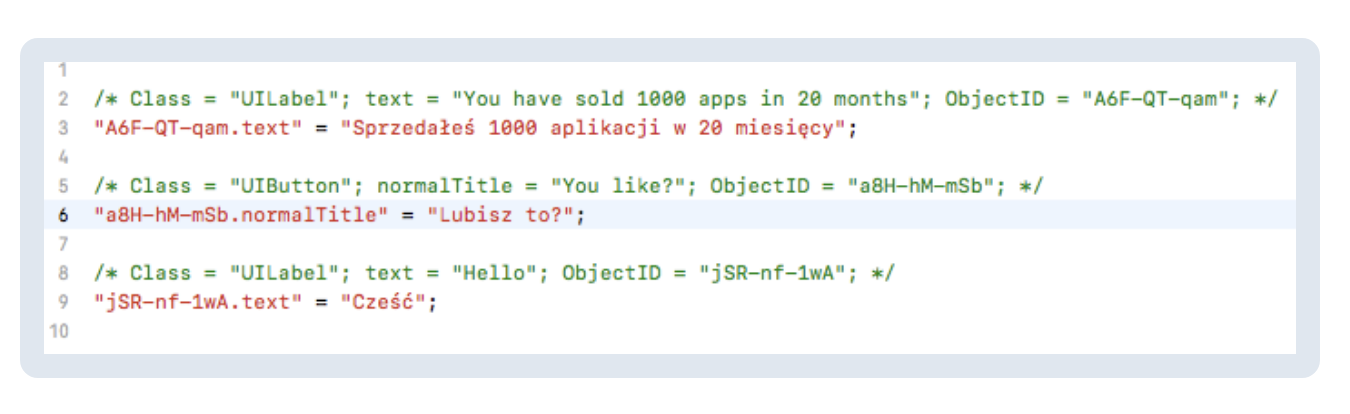 1
2 /* Class = "UILabel"; text = "You have sold 1000 apps in 20 months"; ObjectID = "A6F-QT-qam"; */
3 "A6F-QT-qam.text" = "Sprzedałeś 1000 aplikacji w 20 miesięcy";
4
5 /* Class = "UIButton"; normalTitle = "You like?"; ObjectID = "a8H-hM-mSb"; */
6 "a8H-hM-mSb.normalTitle" = "Lubisz to?";
7
8 /* Class = "UILabel"; text = "Hello"; ObjectID = "jSR-nf-1wA"; */
9 "jSR-nf-1wA.text" = "Cześć";
10